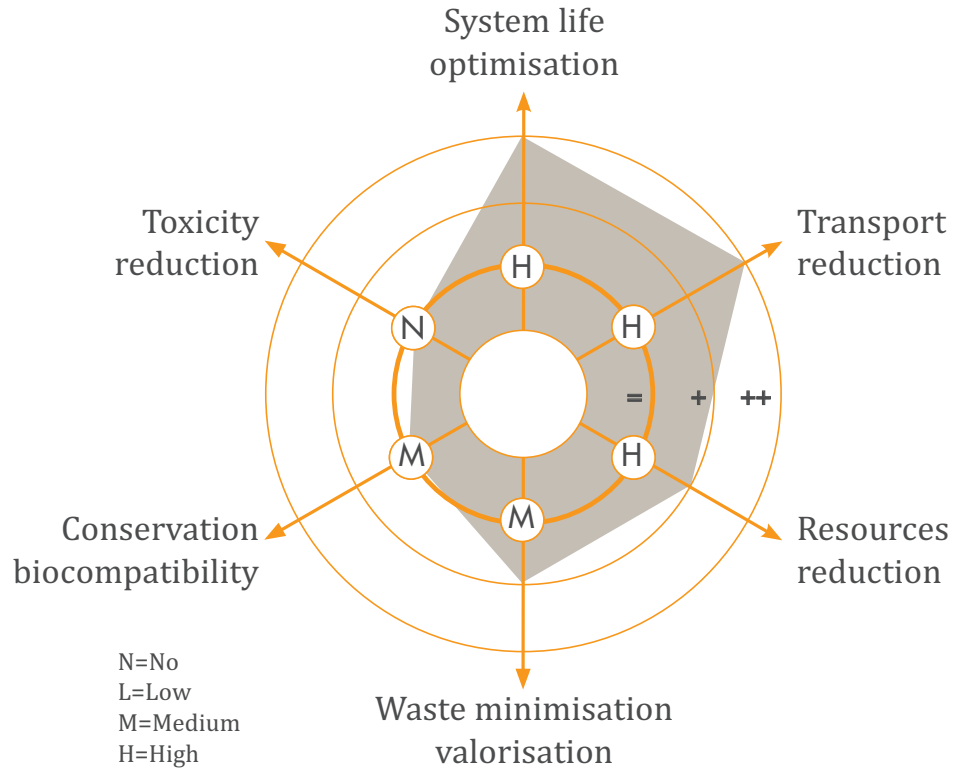 System life
optimisation
Toxicity
reduction
Transport
reduction
H
N
H
=
+
++
M
H
M
Conservation
biocompatibility
Resources
reduction
Waste minimisation
valorisation
N=No
L=Low
M=Medium
H=High